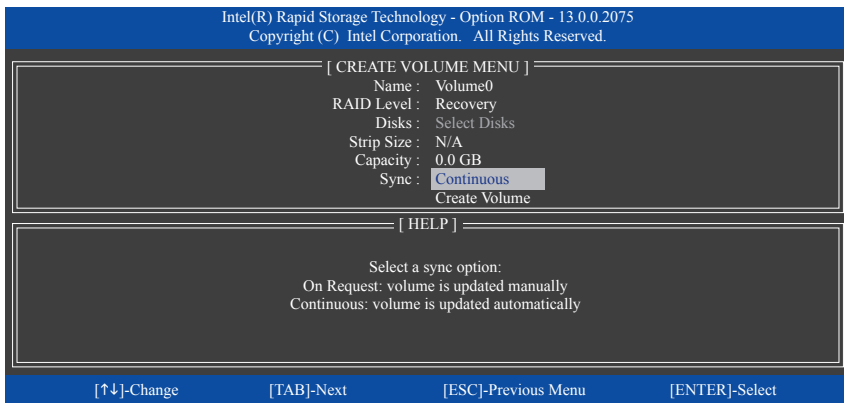 Intel(R) Rapid Storage Technology - Option ROM - 13.0.0.2075
Copyright (C) Intel Corporation. All Rights Reserved.
[ CREATE VOLUME MENU ]
Name : Volume0
RAID Level : Recovery
Disks : Select Disks
Strip Size : N/A
Capacity : 0.0 GB
Sync : Continuous
Create Volume
[ HELP ]
Select a sync option:
On Request: volume is updated manually
Continuous: volume is updated automatically
[↑↓]-Change [TAB]-Next [ESC]-Previous Menu [ENTER]-Select